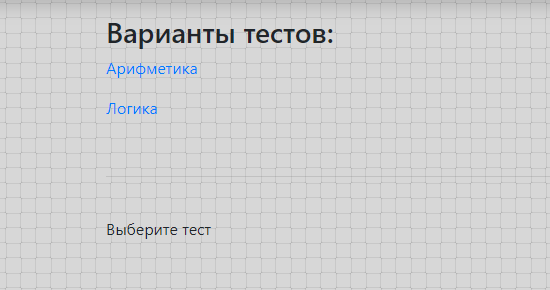 Варианты тестов:
Арифметика
Логика
Выберите тест